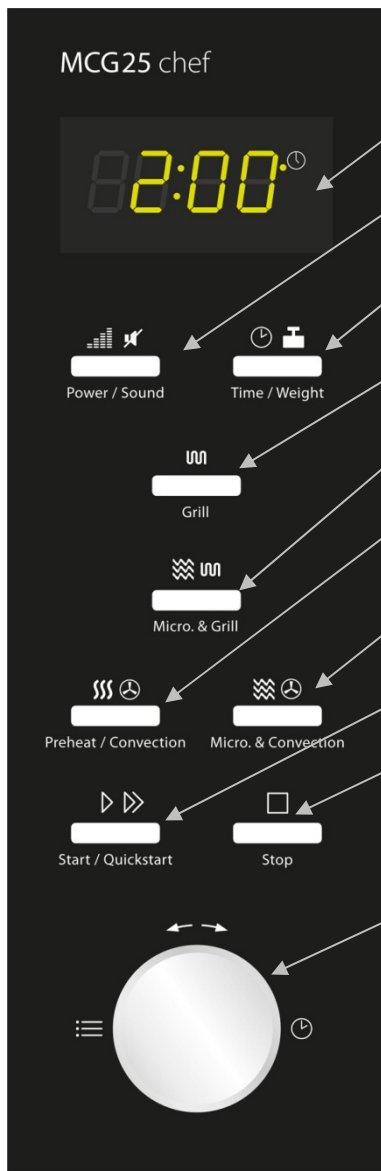 MCG25 chef
2:00
Power / Sound
Time / Weight
Grill
Micro. & Grill
Preheat / Convection
Micro. & Convection
Start / Quickstart
Stop